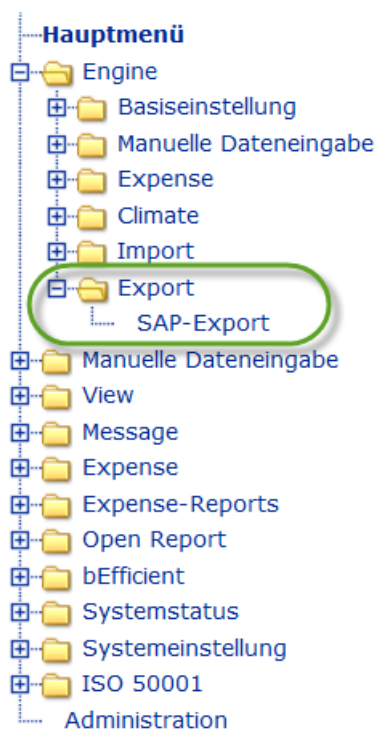 Hauptmenü
Engine
Basiseinstellung
Manuelle Dateneingabe
Expense
Climate
Import
Export
SAP-Export
Manuelle Dateneingabe
View
Message
Expense
Expense-Reports
Open Report
bEfficient
Systemstatus
Systemeinstellung
ISO 50001
Administration